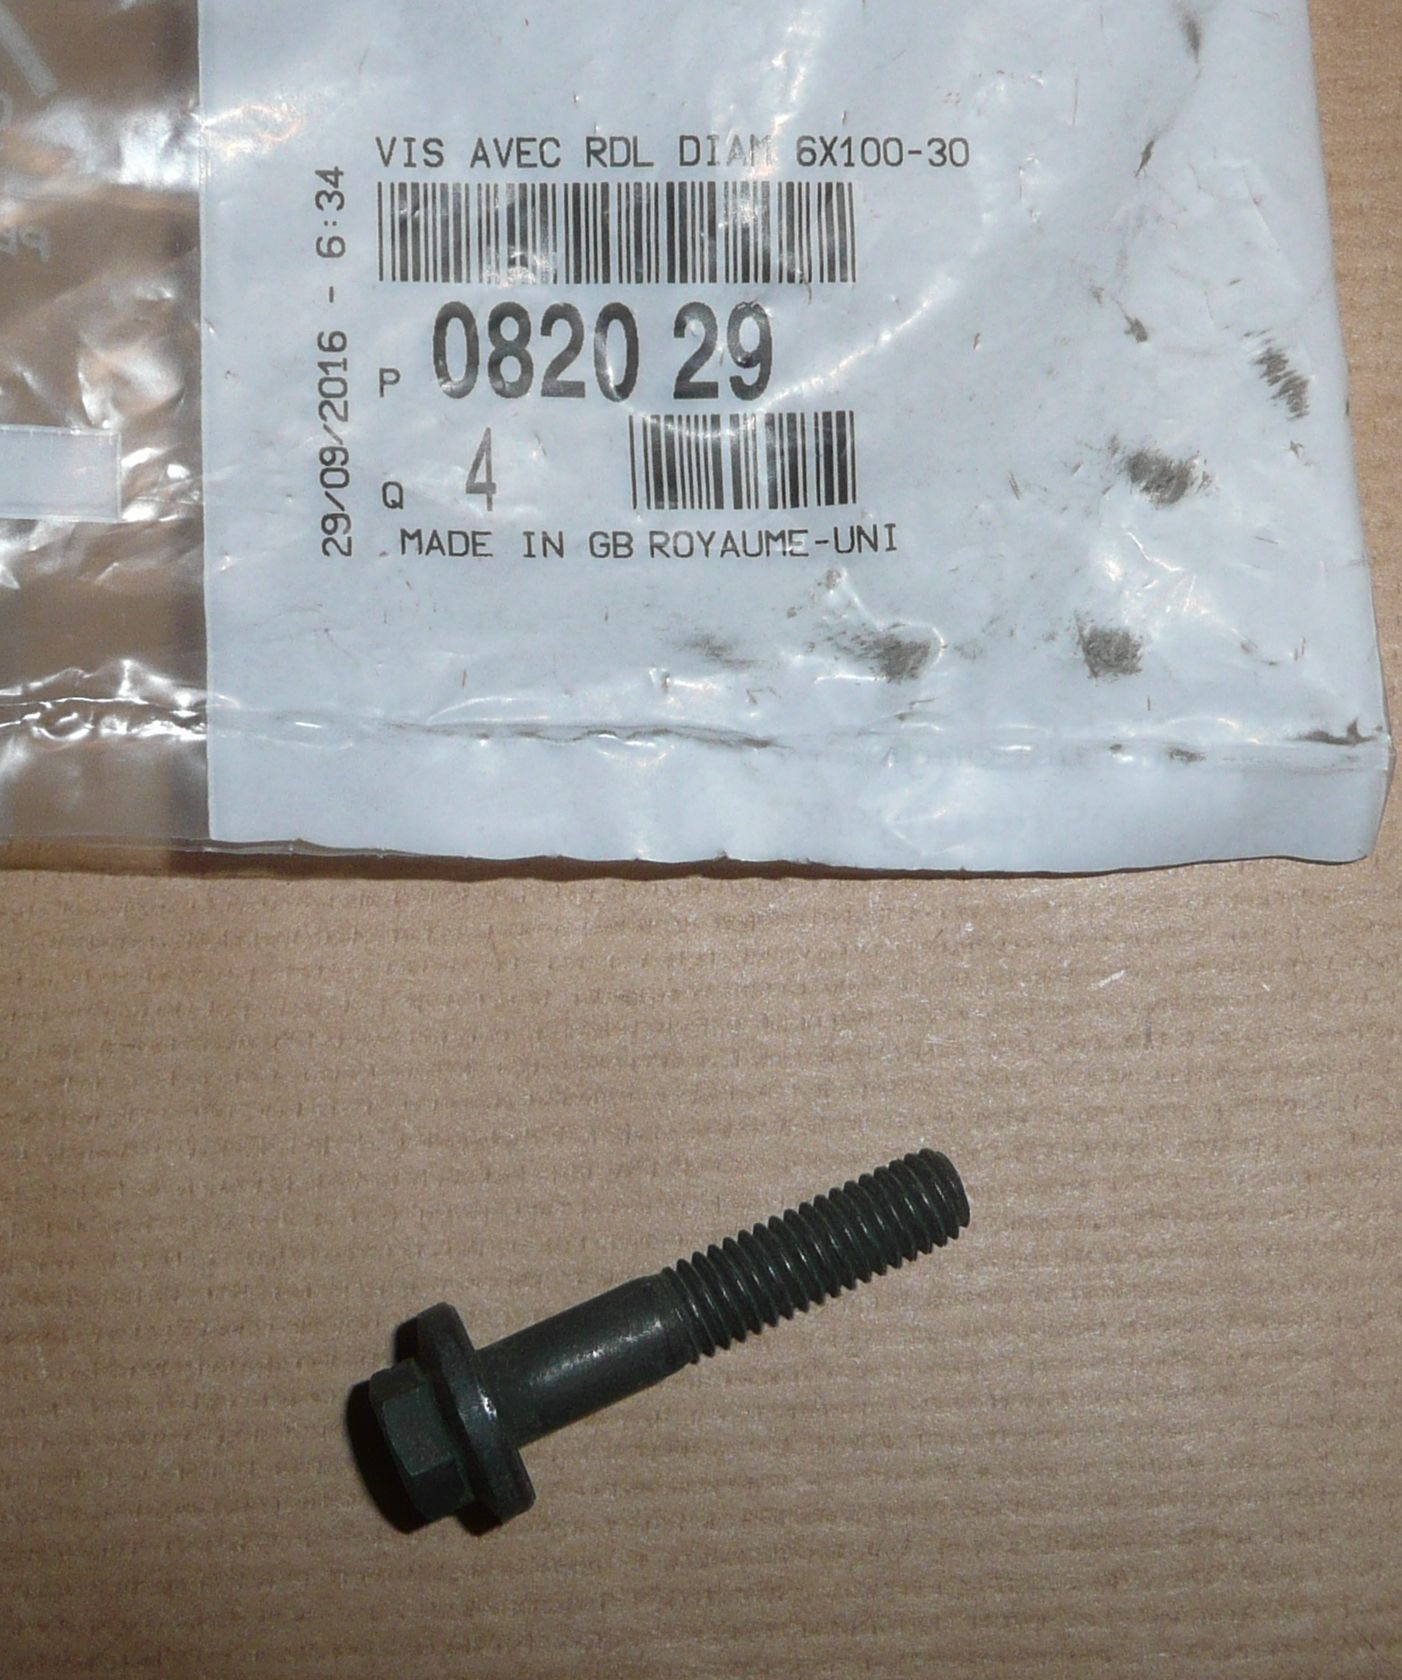 VIS AVEC RDL DIAM 6X100-30
29/09/2016 - 6:34
P 0820 29
Q 4
MADE IN GB ROYAUME-UNI